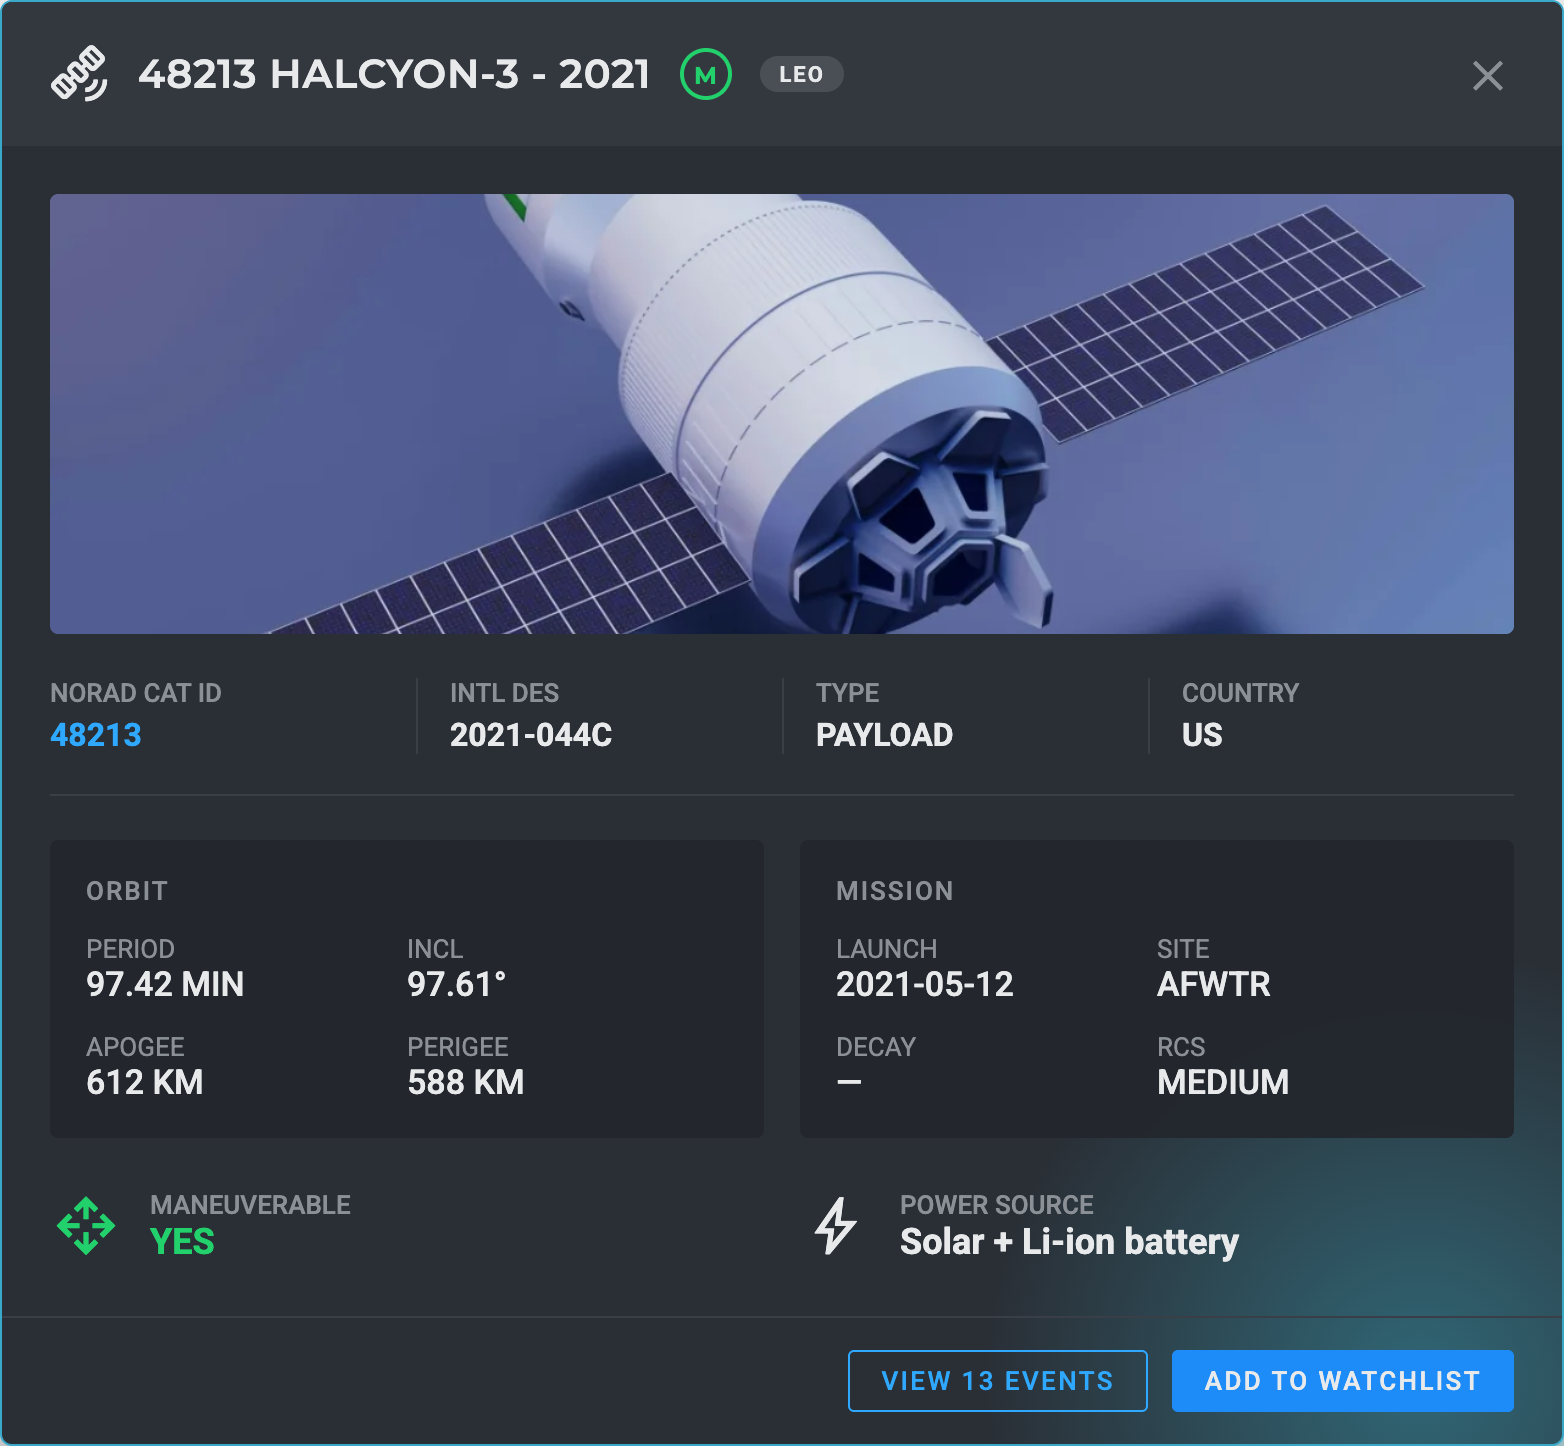 48213 HALCYON-3 - 2021 M LEO
NORAD CAT ID INTL DES TYPE COUNTRY
48213 2021-044C PAYLOAD US
ORBIT MISSION
PERIOD INCL LAUNCH SITE
97.42 MIN 97.61° 2021-05-12 AFWTR
APOGEE PERIGEE DECAY RCS
612 KM 588 KM — MEDIUM
MANEUVERABLE POWER SOURCE
YES Solar + Li-ion battery
VIEW 13 EVENTS ADD TO WATCHLIST